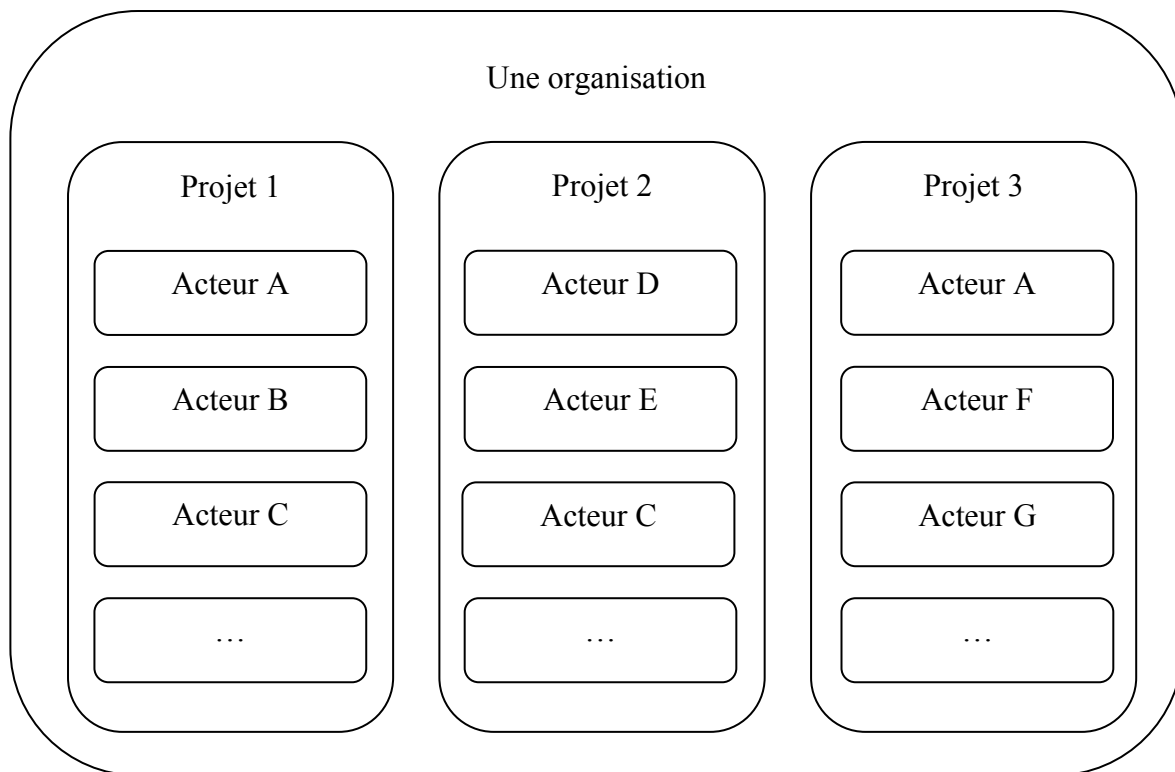 Une organisation
Projet 1
Acteur A
Acteur B
Acteur C
…
Projet 2
Acteur D
Acteur E
Acteur C
…
Projet 3
Acteur A
Acteur F
Acteur G
…